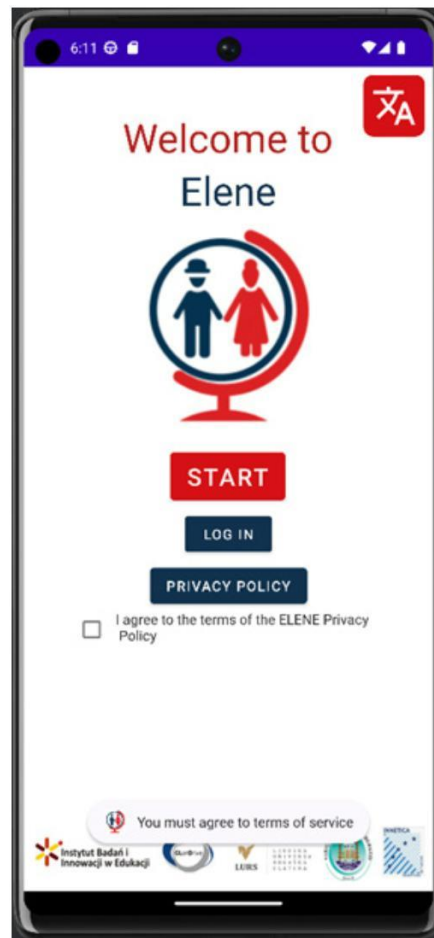 6:11
Welcome to
Elene
START
LOG IN
PRIVACY POLICY
I agree to the terms of the ELENE Privacy
Policy
You must agree to terms of service
Instytut Badań i
Innowacji w Edukacji
LURS